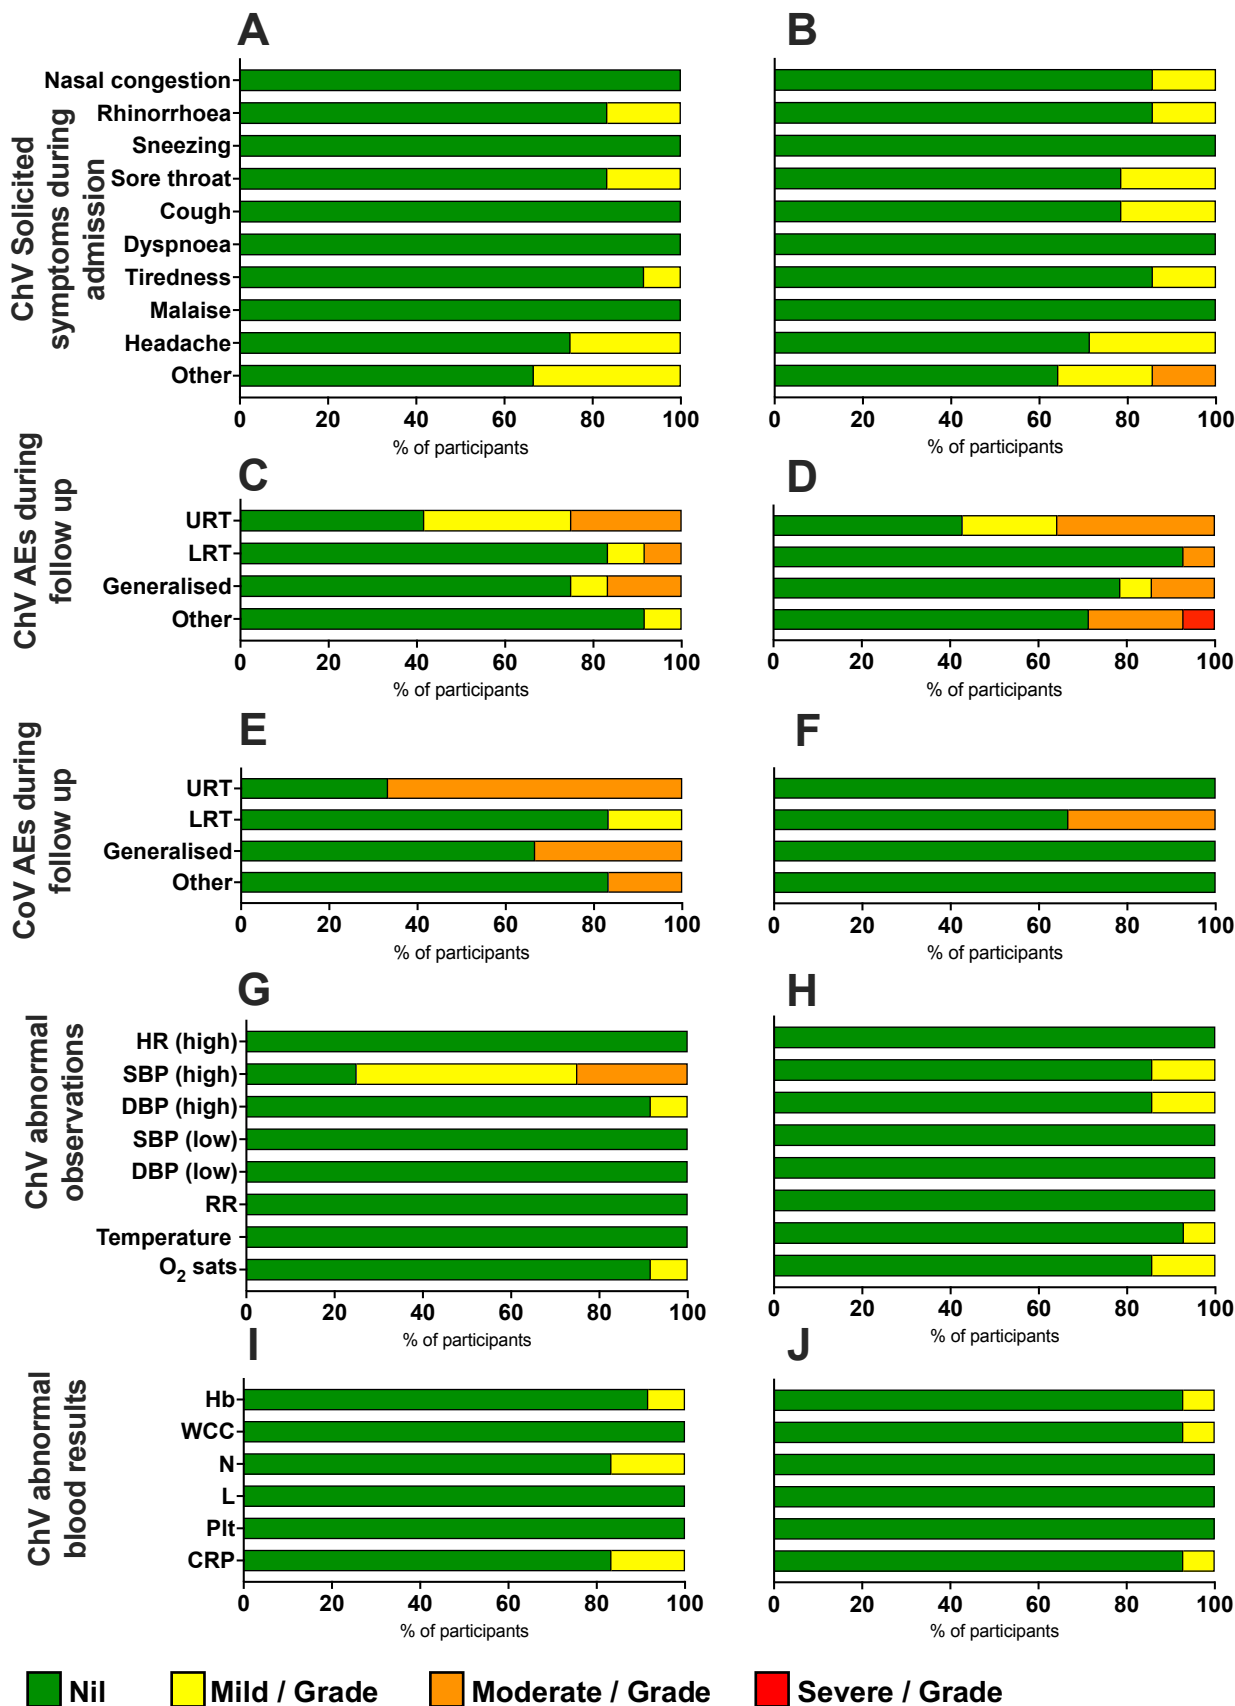 A
B
ChV Solicited
symptoms during
admission
Nasal congestion
Rhinorrhoea
Sneezing
Sore throat
Cough
Dyspnoea
Tiredness
Malaise
Headache
Other
0 20 40 60 80 100
% of participants
0 20 40 60 80 100
% of participants
C
D
ChV AEs during
follow up
URT
LRT
Generalised
Other
0 20 40 60 80 100
% of participants
0 20 40 60 80 100
% of participants
E
F
CoV AEs during
follow up
URT
LRT
Generalised
Other
0 20 40 60 80 100
% of participants
0 20 40 60 80 100
% of participants
G
H
ChV abnormal
observations
HR (high)
SBP (high)
DBP (high)
SBP (low)
DBP (low)
RR
Temperature
O2 sats
0 20 40 60 80 100
% of participants
0 20 40 60 80 100
% of participants
I
J
ChV abnormal
blood results
Hb
WCC
N
L
Plt
CRP
0 20 40 60 80 100
% of participants
0 20 40 60 80 100
% of participants
Nil Mild / Grade Moderate / Grade Severe / Grade